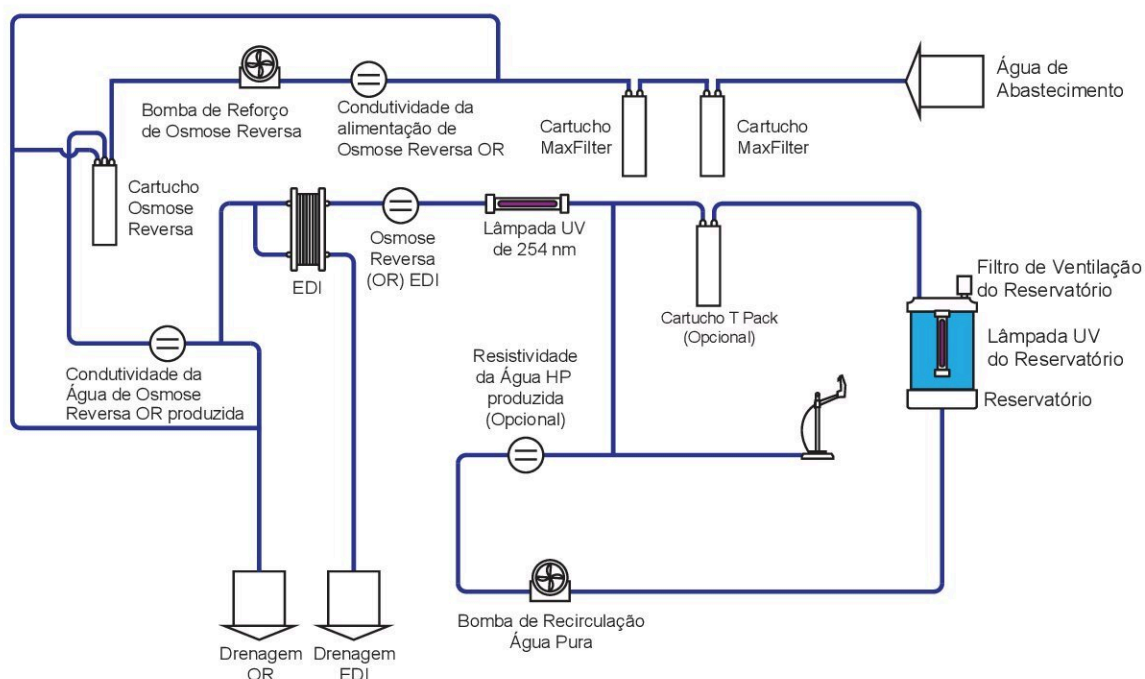 Água de
Abastecimento
Bomba de Reforço
de Osmose Reversa
Condutividade da
alimentação de
Osmose Reversa OR
Cartucho
MaxFilter
Cartucho
MaxFilter
Cartucho
Osmose
Reversa
EDI
Osmose
Reversa
(OR) EDI
Lâmpada UV
de 254 nm
Cartucho T Pack
(Opcional)
Filtro de Ventilação
do Reservatório
Lâmpada UV
do Reservatório
Reservatório
Condutividade da
Água de Osmose
Reversa OR produzida
Resistividade
da Água HP
produzida
(Opcional)
Bomba de Recirculação
Água Pura
Drenagem
OR
Drenagem
EDI